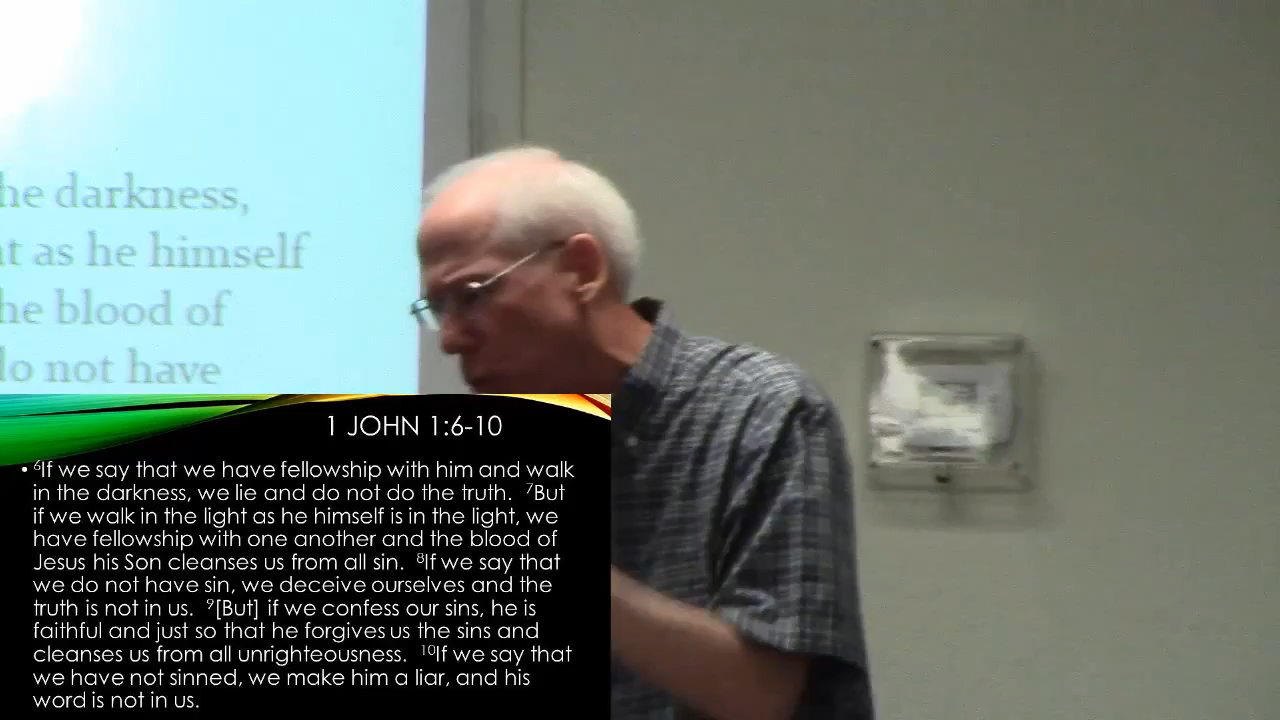 he darkness,
t as he himself
he blood of
do not have
1 JOHN 1:6-10
• ⁶If we say that we have fellowship with him and walk
in the darkness, we lie and do not do the truth. ⁷But
if we walk in the light as he himself is in the light, we
have fellowship with one another and the blood of
Jesus his Son cleanses us from all sin. ⁸If we say that
we do not have sin, we deceive ourselves and the
truth is not in us. ⁹[But] if we confess our sins, he is
faithful and just so that he forgives us the sins and
cleanses us from all unrighteousness. ¹⁰If we say that
we have not sinned, we make him a liar, and his
word is not in us.